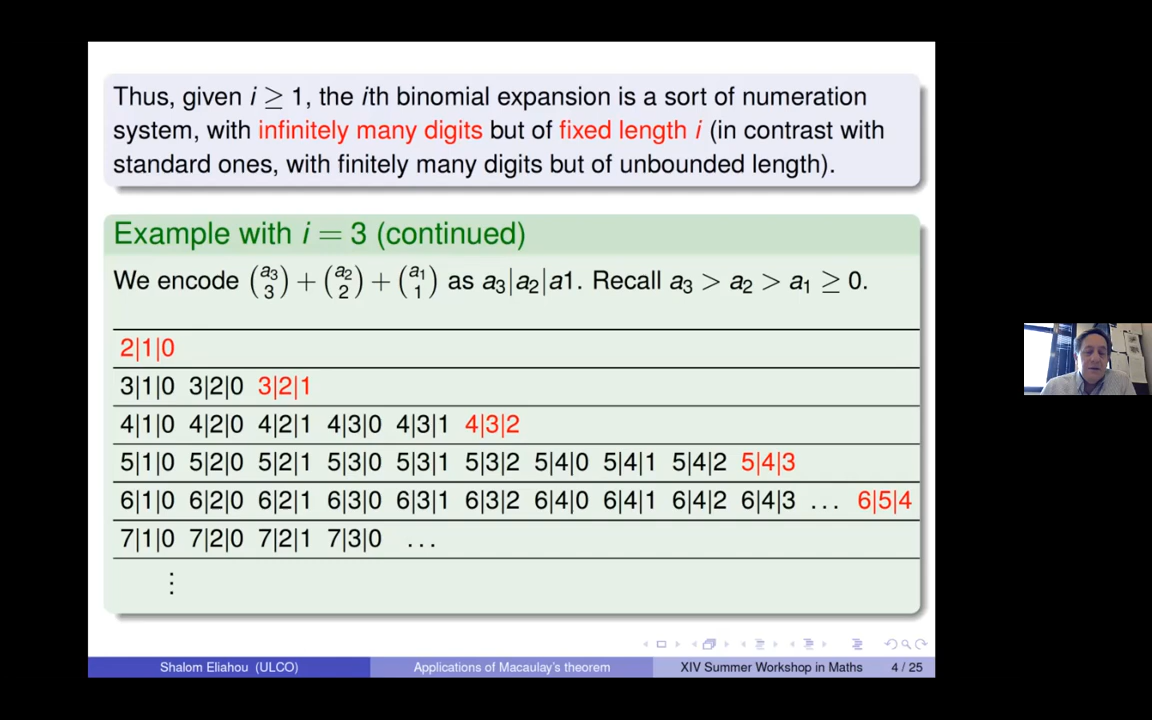 Thus, given i ≥ 1, the ith binomial expansion is a sort of numeration
system, with infinitely many digits but of fixed length i (in contrast with
standard ones, with finitely many digits but of unbounded length).
Example with i = 3 (continued)
We encode (a₃ 3) + (a₂ 2) + (a₁ 1) as a₃|a₂|a1. Recall a₃ > a₂ > a₁ ≥ 0.
2|1|0
3|1|0 3|2|0 3|2|1
4|1|0 4|2|0 4|2|1 4|3|0 4|3|1 4|3|2
5|1|0 5|2|0 5|2|1 5|3|0 5|3|1 5|3|2 5|4|0 5|4|1 5|4|2 5|4|3
6|1|0 6|2|0 6|2|1 6|3|0 6|3|1 6|3|2 6|4|0 6|4|1 6|4|2 6|4|3 ... 6|5|4
7|1|0 7|2|0 7|2|1 7|3|0 ...
⋮
Shalom Eliahou (ULCO) Applications of Macaulay's theorem XIV Summer Workshop in Maths 4 / 25